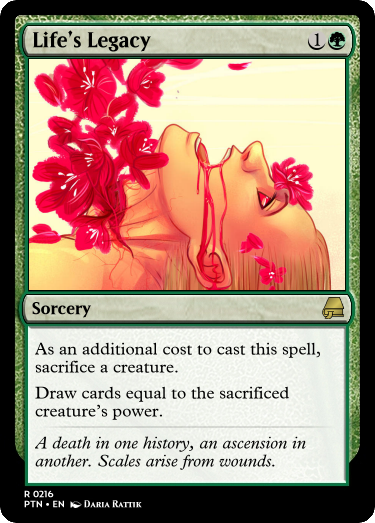 Life's Legacy 1
Sorcery
As an additional cost to cast this spell,
sacrifice a creature.
Draw cards equal to the sacrificed
creature's power.
A death in one history, an ascension in
another. Scales arise from wounds.
R 0216
PTN • EN Daria Rattik